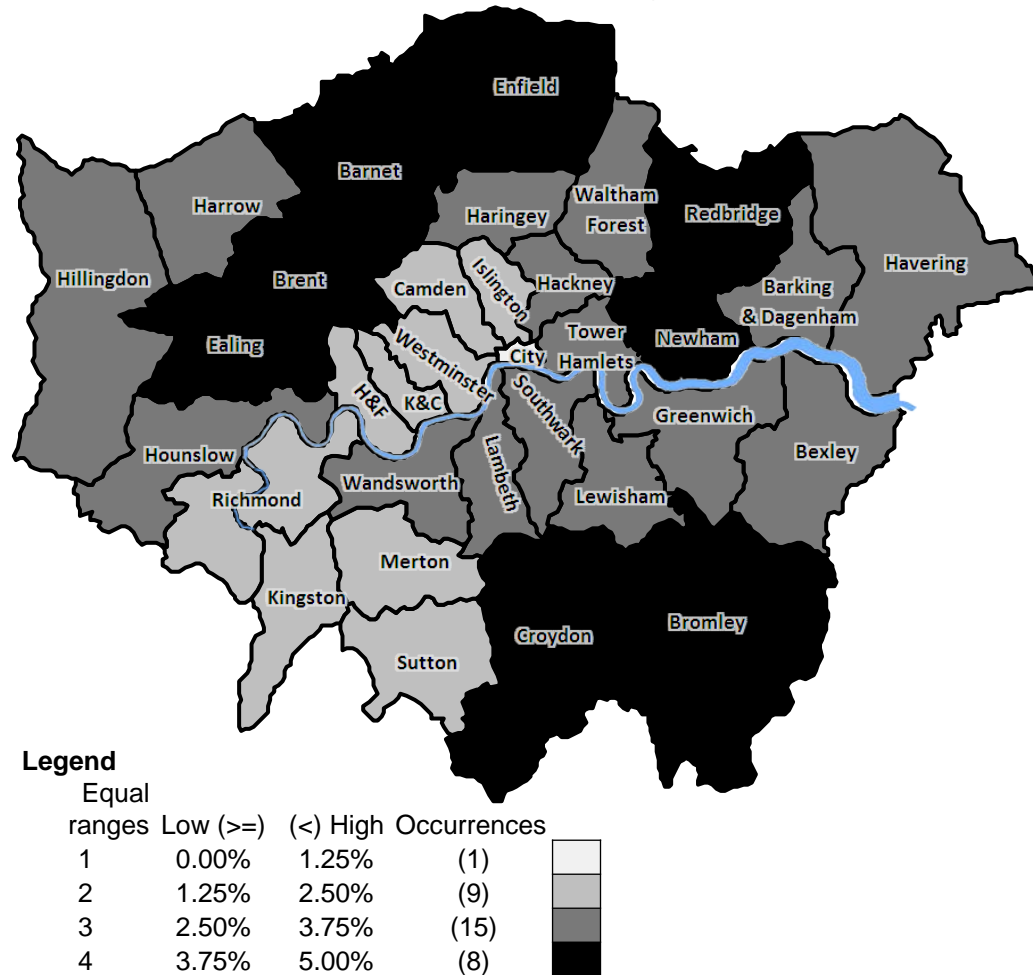 Enfield
Barnet
Waltham
Forest
Redbridge
Harrow
Haringey
Havering
Hillingdon
Brent
Islington
Camden
Hackney
Barking
& Dagenham
Ealing
Tower
Hamlets
Newham
Westminster
City
H&F
K&C
Southwark
Greenwich
Hounslow
Bexley
Wandsworth
Lambeth
Lewisham
Richmond
Merton
Kingston
Bromley
Croydon
Sutton
Legend
Equal
ranges Low (>=) (<) High Occurrences
1 0.00% 1.25% (1)
2 1.25% 2.50% (9)
3 2.50% 3.75% (15)
4 3.75% 5.00% (8)